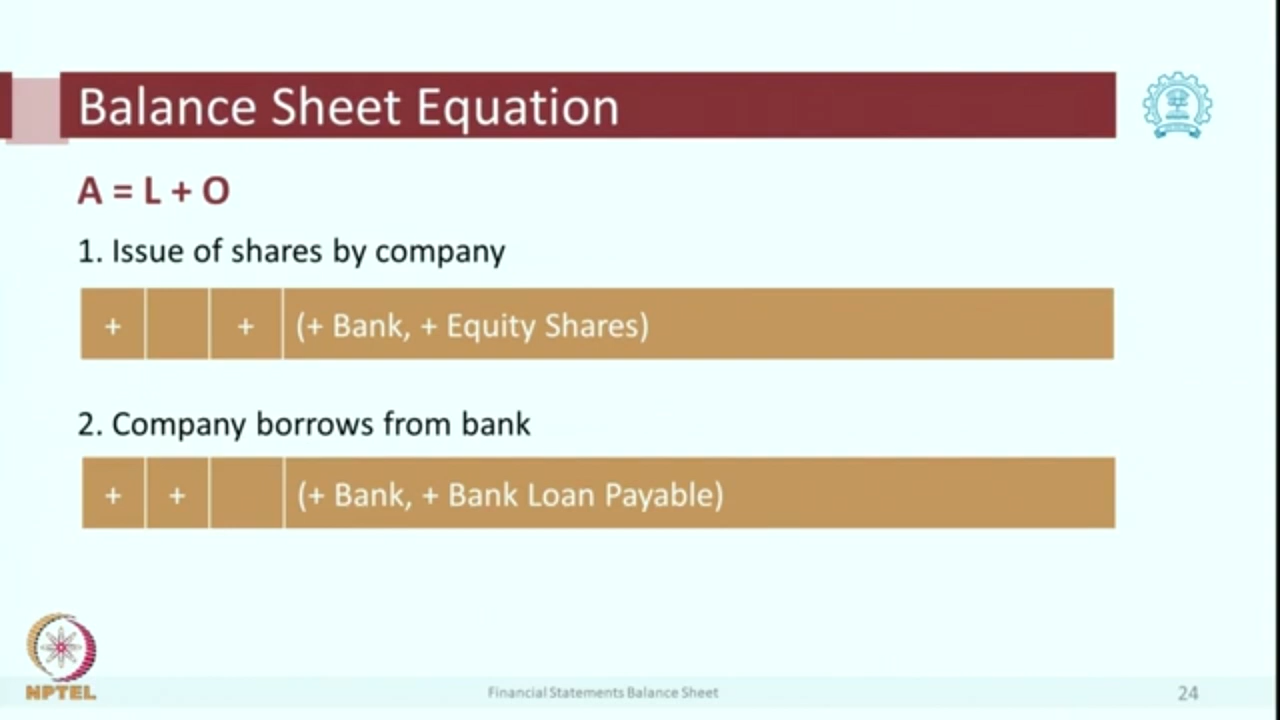 Balance Sheet Equation
A = L + O
1. Issue of shares by company
+ + (+ Bank, + Equity Shares)
2. Company borrows from bank
+ + (+ Bank, + Bank Loan Payable)
NPTEL
Financial Statements Balance Sheet
24